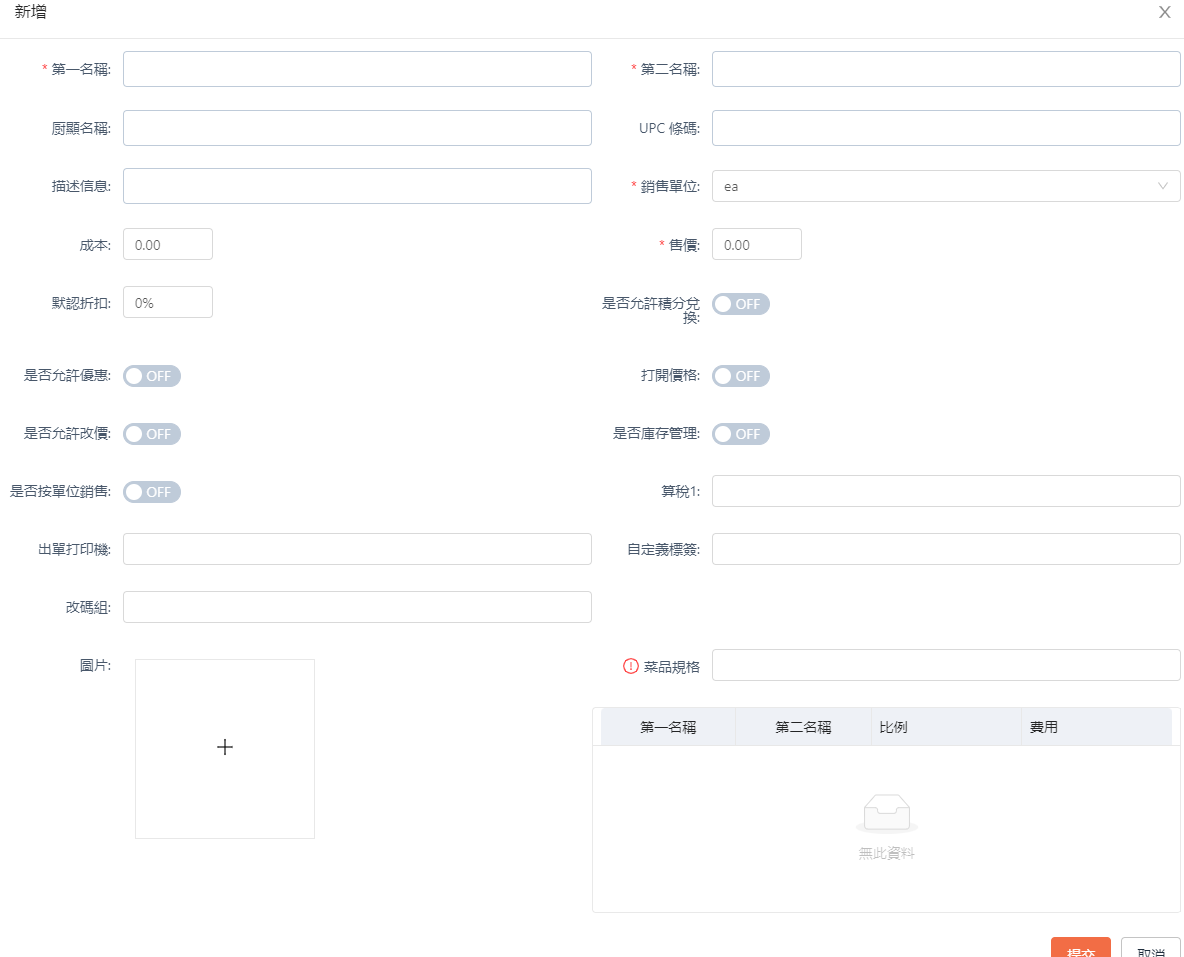 新增
X
* 第一名稱:
* 第二名稱:
廚顯名稱:
UPC 條碼:
描述信息:
* 銷售單位:
ea
成本:
0.00
* 售價:
0.00
默認折扣:
0%
是否允許積分兌
換:
OFF
是否允許優惠:
OFF
打開價格:
OFF
是否允許改價:
OFF
是否庫存管理:
OFF
是否按單位銷售:
OFF
算稅1:
出單打印機:
自定義標簽:
改碼組:
圖片:
菜品規格
第一名稱 第二名稱 比例 費用
無此資料
提交
取消